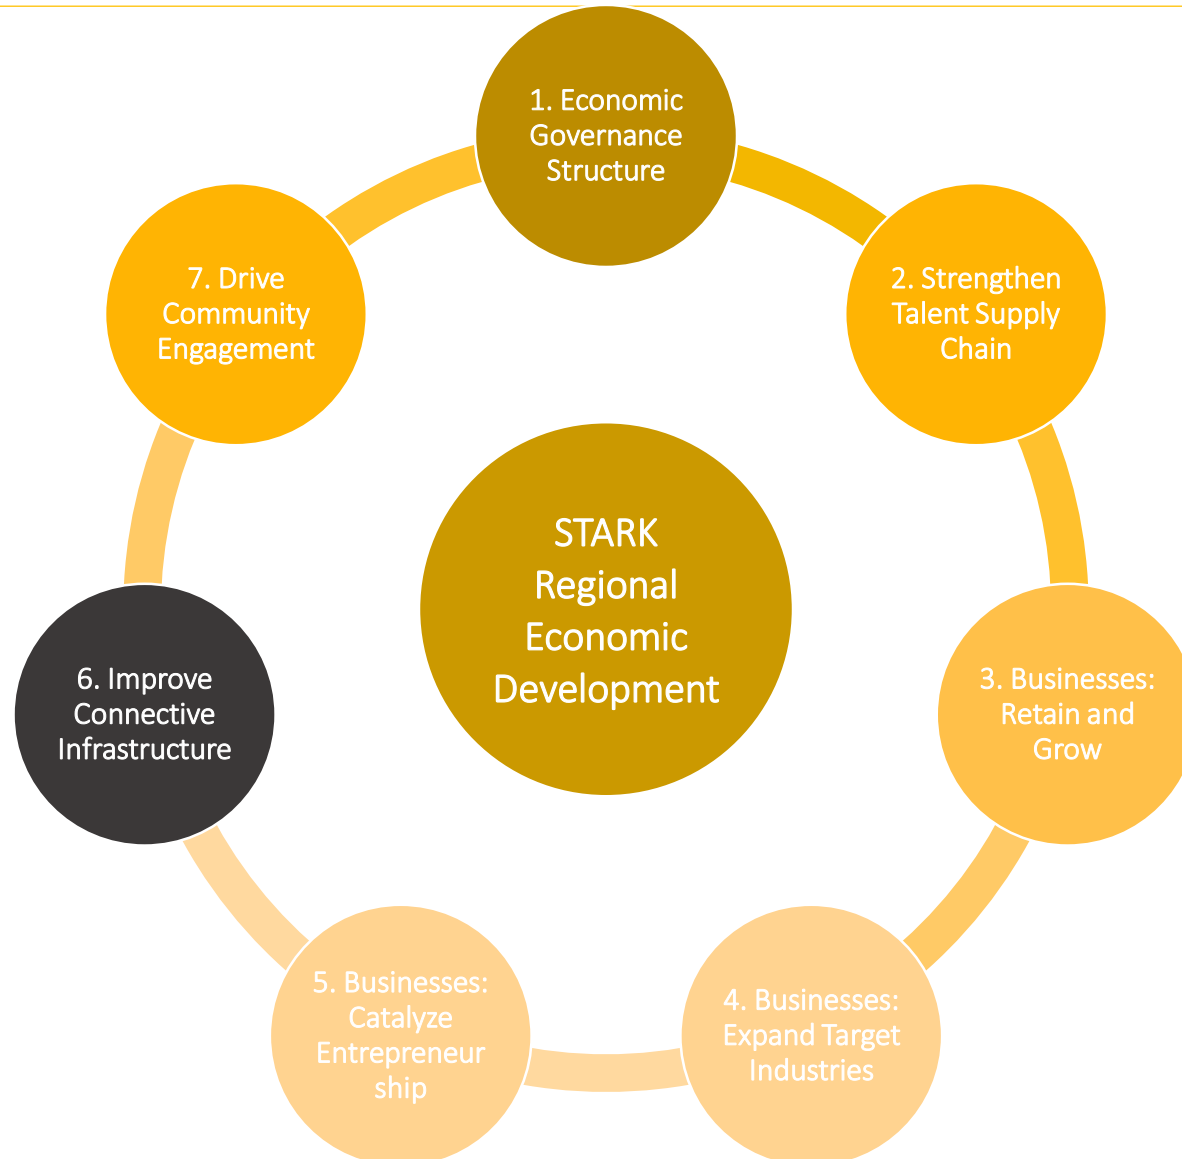 1. Economic
Governance
Structure
2. Strengthen
Talent Supply
Chain
3. Businesses:
Retain and
Grow
4. Businesses:
Expand Target
Industries
5. Businesses:
Catalyze
Entrepreneur
ship
6. Improve
Connective
Infrastructure
7. Drive
Community
Engagement
STARK
Regional
Economic
Development